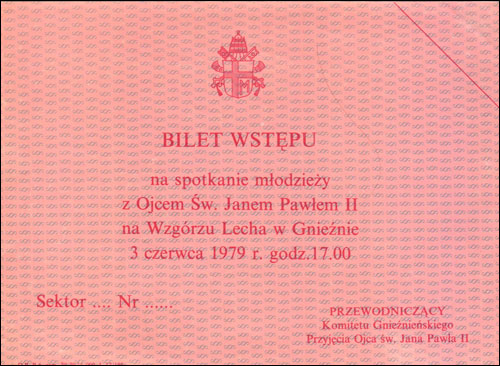 BILET WSTĘPU
na spotkanie młodzieży
z Ojcem Św. Janem Pawłem II
na Wzgórzu Lecha w Gnieźnie
3 czerwca 1979 r. godz.17.00
Sektor .... Nr ......
PRZEWODNICZĄCY
Komitetu Gnieźnieńskiego
Przyjęcia Ojca św. Jana Pawła II